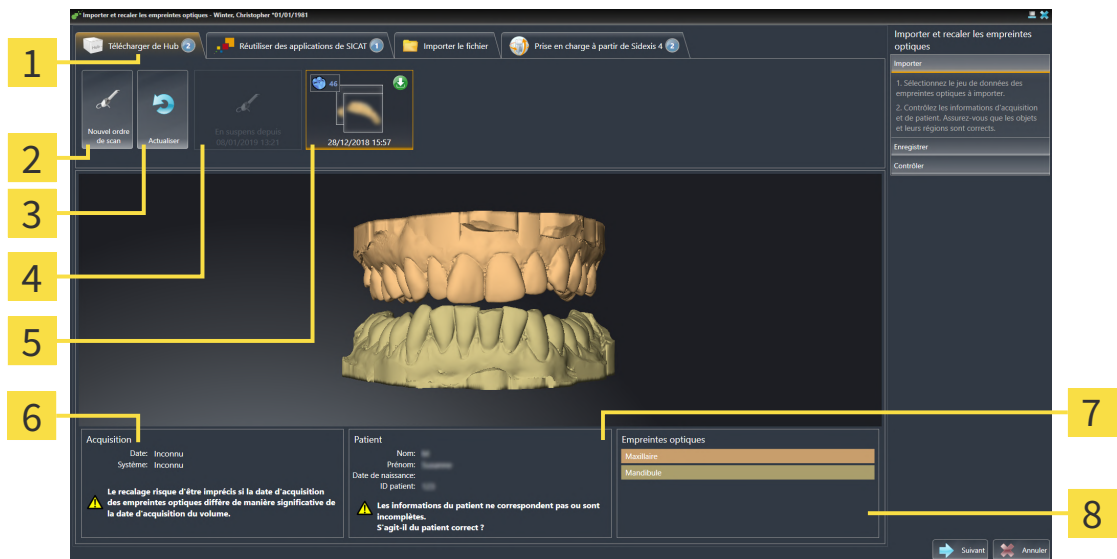 Importer et recaler les empreintes optiques - Winter, Christopher *01/01/1981
Télécharger de Hub 2
Réutiliser des applications de SICAT 1
Importer le fichier
Prise en charge à partir de Sidexis 4 2
Nouvel ordre
de scan
Actualiser
En suspens depuis
08/01/2019 13:21
46
28/12/2018 15:57
Importer et recaler les empreintes
optiques
Importer
1. Sélectionnez le jeu de données des
empreintes optiques à importer.
2. Contrôlez les informations d'acquisition
et de patient. Assurez-vous que les objets
et leurs régions sont corrects.
Enregistrer
Contrôler
1
2
3
4
5
6
7
8
Acquisition
Date: Inconnu
Système: Inconnu
Le recalage risque d'être imprécis si la date d'acquisition
des empreintes optiques diffère de manière significative de
la date d'acquisition du volume.
Patient
Nom:
Prénom:
Date de naissance:
ID patient:
Les informations du patient ne correspondent pas ou sont
incomplètes.
S'agit-il du patient correct ?
Empreintes optiques
Maxillaire
Mandibule
Suivant
Annuler